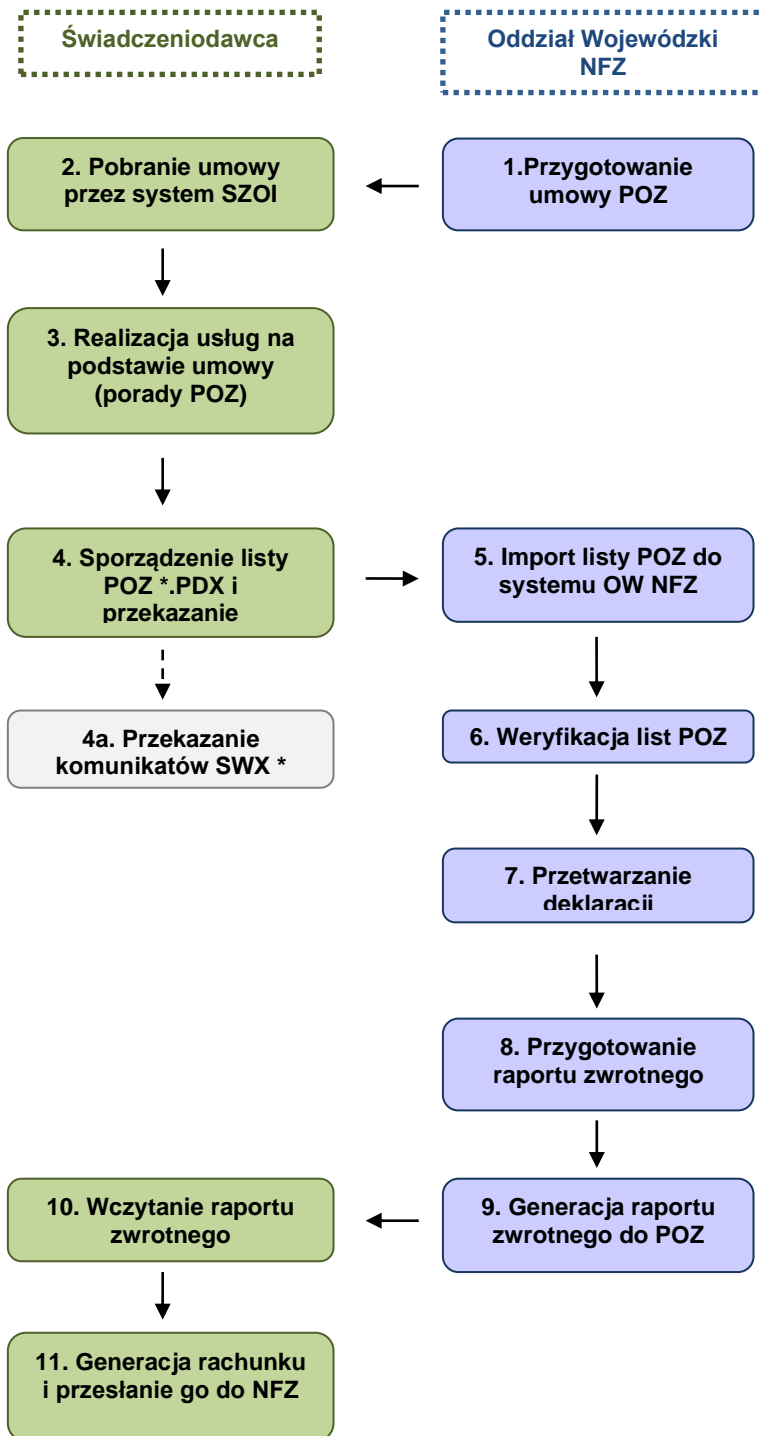 Świadczeniodawca
Oddział Wojewódzki
NFZ
2. Pobranie umowy
przez system SZOI
1.Przygotowanie
umowy POZ
3. Realizacja usług na
podstawie umowy
(porady POZ)
4. Sporządzenie listy
POZ *.PDX i
przekazanie
5. Import listy POZ do
systemu OW NFZ
4a. Przekazanie
komunikatów SWX *
6. Weryfikacja list POZ
7. Przetwarzanie
deklaracji
8. Przygotowanie
raportu zwrotnego
10. Wczytanie raportu
zwrotnego
9. Generacja raportu
zwrotnego do POZ
11. Generacja rachunku
i przesłanie go do NFZ